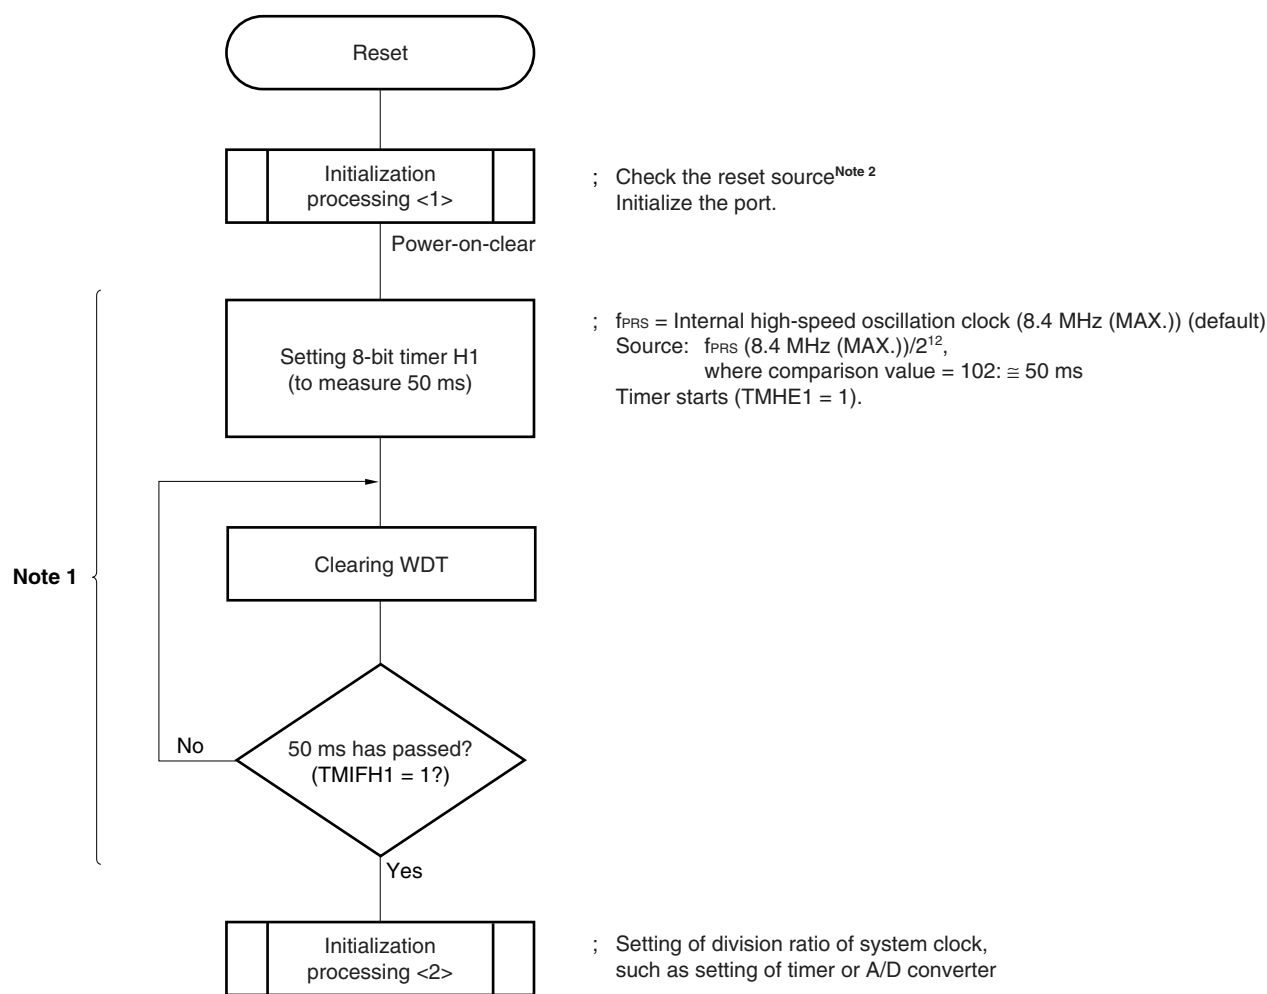 Reset
Initialization
processing <1>
; Check the reset sourceNote 2
Initialize the port.
Power-on-clear
Setting 8-bit timer H1
(to measure 50 ms)
; fPRS = Internal high-speed oscillation clock (8.4 MHz (MAX.)) (default)
Source: fPRS (8.4 MHz (MAX.))/2¹²,
where comparison value = 102: ≅ 50 ms
Timer starts (TMHE1 = 1).
Note 1
Clearing WDT
No
50 ms has passed?
(TMIFH1 = 1?)
Yes
Initialization
processing <2>
; Setting of division ratio of system clock,
such as setting of timer or A/D converter